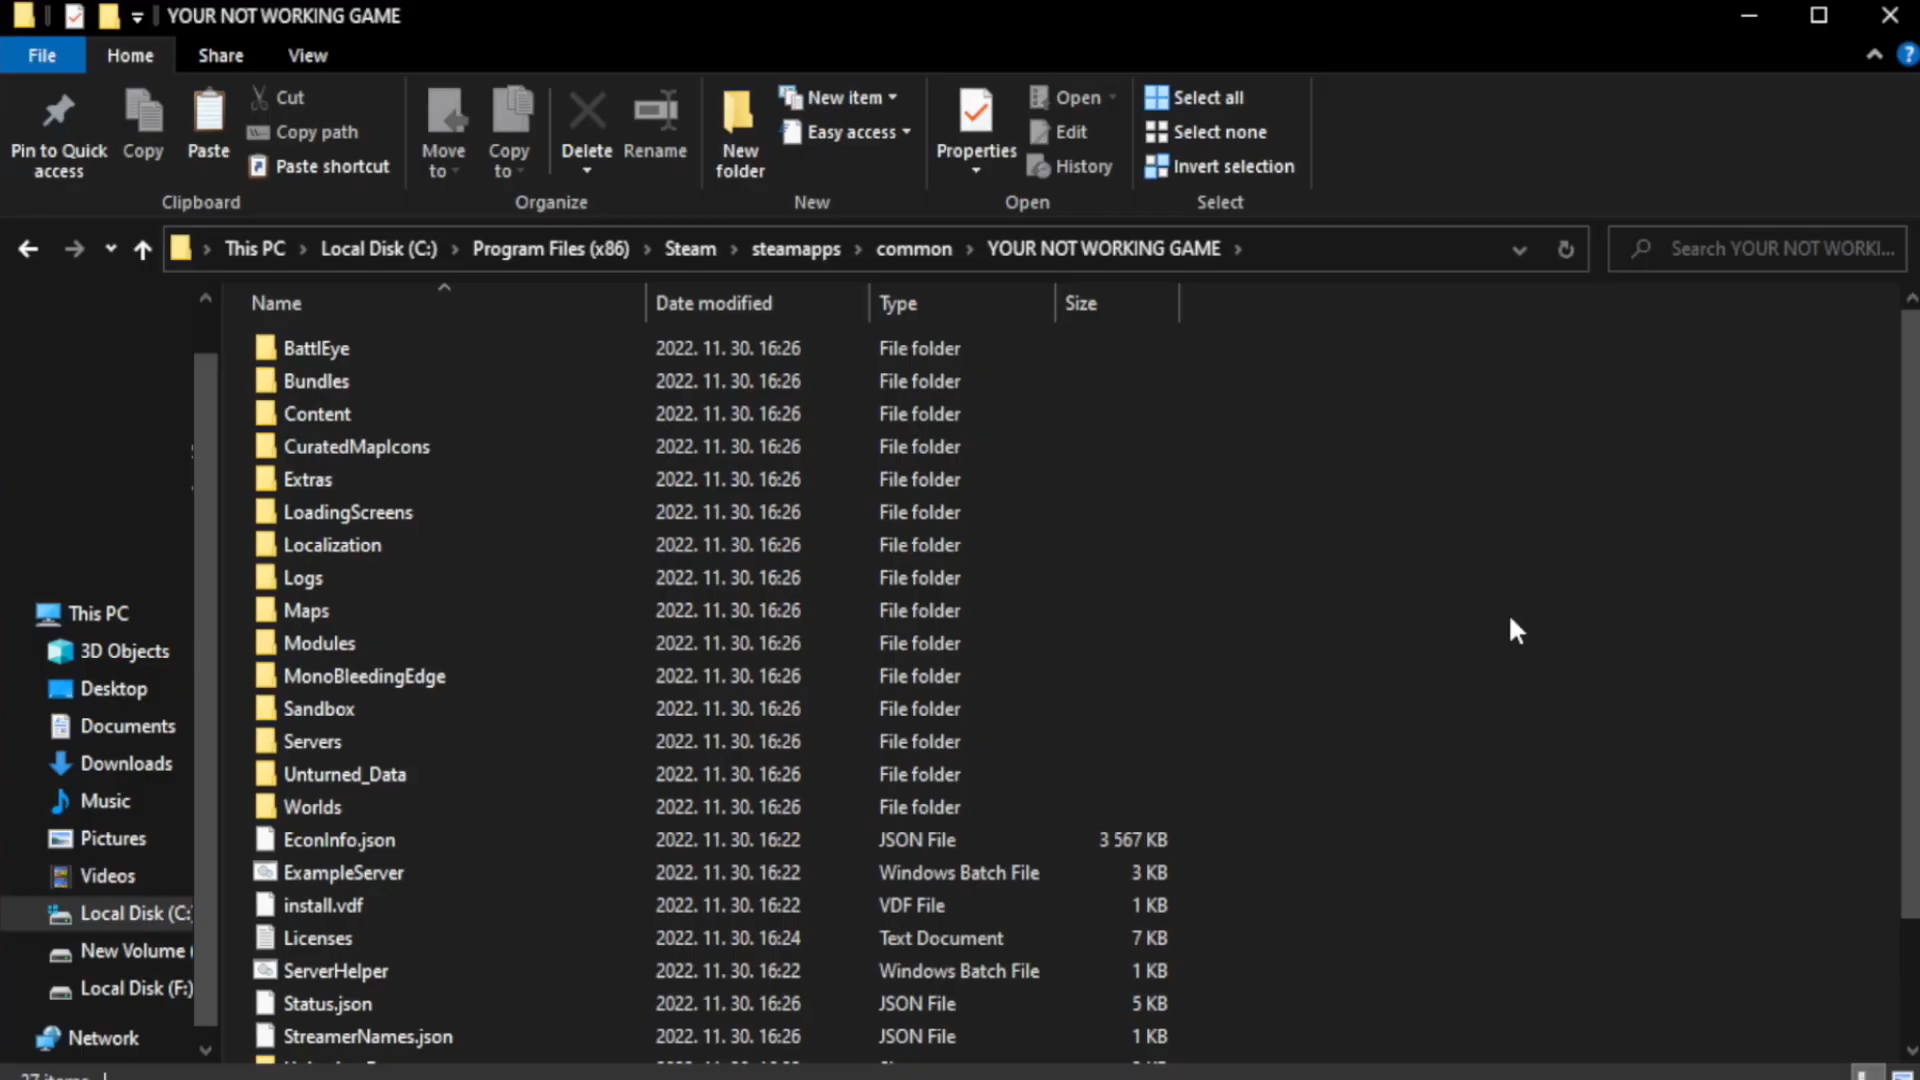 YOUR NOT WORKING GAME
File Home Share View
Pin to Quick access
Copy
Paste
Cut
Copy path
Paste shortcut
Clipboard
Move to
Copy to
Delete
Rename
Organize
New folder
New item
Easy access
New
Properties
Open
Edit
History
Open
Select all
Select none
Invert selection
Select
This PC > Local Disk (C:) > Program Files (x86) > Steam > steamapps > common > YOUR NOT WORKING GAME >
Search YOUR NOT WORKI...
This PC
3D Objects
Desktop
Documents
Downloads
Music
Pictures
Videos
Local Disk (C:
New Volume (
Local Disk (F:)
Network
Name Date modified Type Size
BattlEye 2022. 11. 30. 16:26 File folder
Bundles 2022. 11. 30. 16:26 File folder
Content 2022. 11. 30. 16:26 File folder
CuratedMapIcons 2022. 11. 30. 16:26 File folder
Extras 2022. 11. 30. 16:26 File folder
LoadingScreens 2022. 11. 30. 16:26 File folder
Localization 2022. 11. 30. 16:26 File folder
Logs 2022. 11. 30. 16:26 File folder
Maps 2022. 11. 30. 16:26 File folder
Modules 2022. 11. 30. 16:26 File folder
MonoBleedingEdge 2022. 11. 30. 16:26 File folder
Sandbox 2022. 11. 30. 16:26 File folder
Servers 2022. 11. 30. 16:26 File folder
Unturned_Data 2022. 11. 30. 16:26 File folder
Worlds 2022. 11. 30. 16:26 File folder
EconInfo.json 2022. 11. 30. 16:22 JSON File 3 567 KB
ExampleServer 2022. 11. 30. 16:22 Windows Batch File 3 KB
install.vdf 2022. 11. 30. 16:22 VDF File 1 KB
Licenses 2022. 11. 30. 16:24 Text Document 7 KB
ServerHelper 2022. 11. 30. 16:22 Windows Batch File 1 KB
Status.json 2022. 11. 30. 16:26 JSON File 5 KB
StreamerNames.json 2022. 11. 30. 16:26 JSON File 1 KB